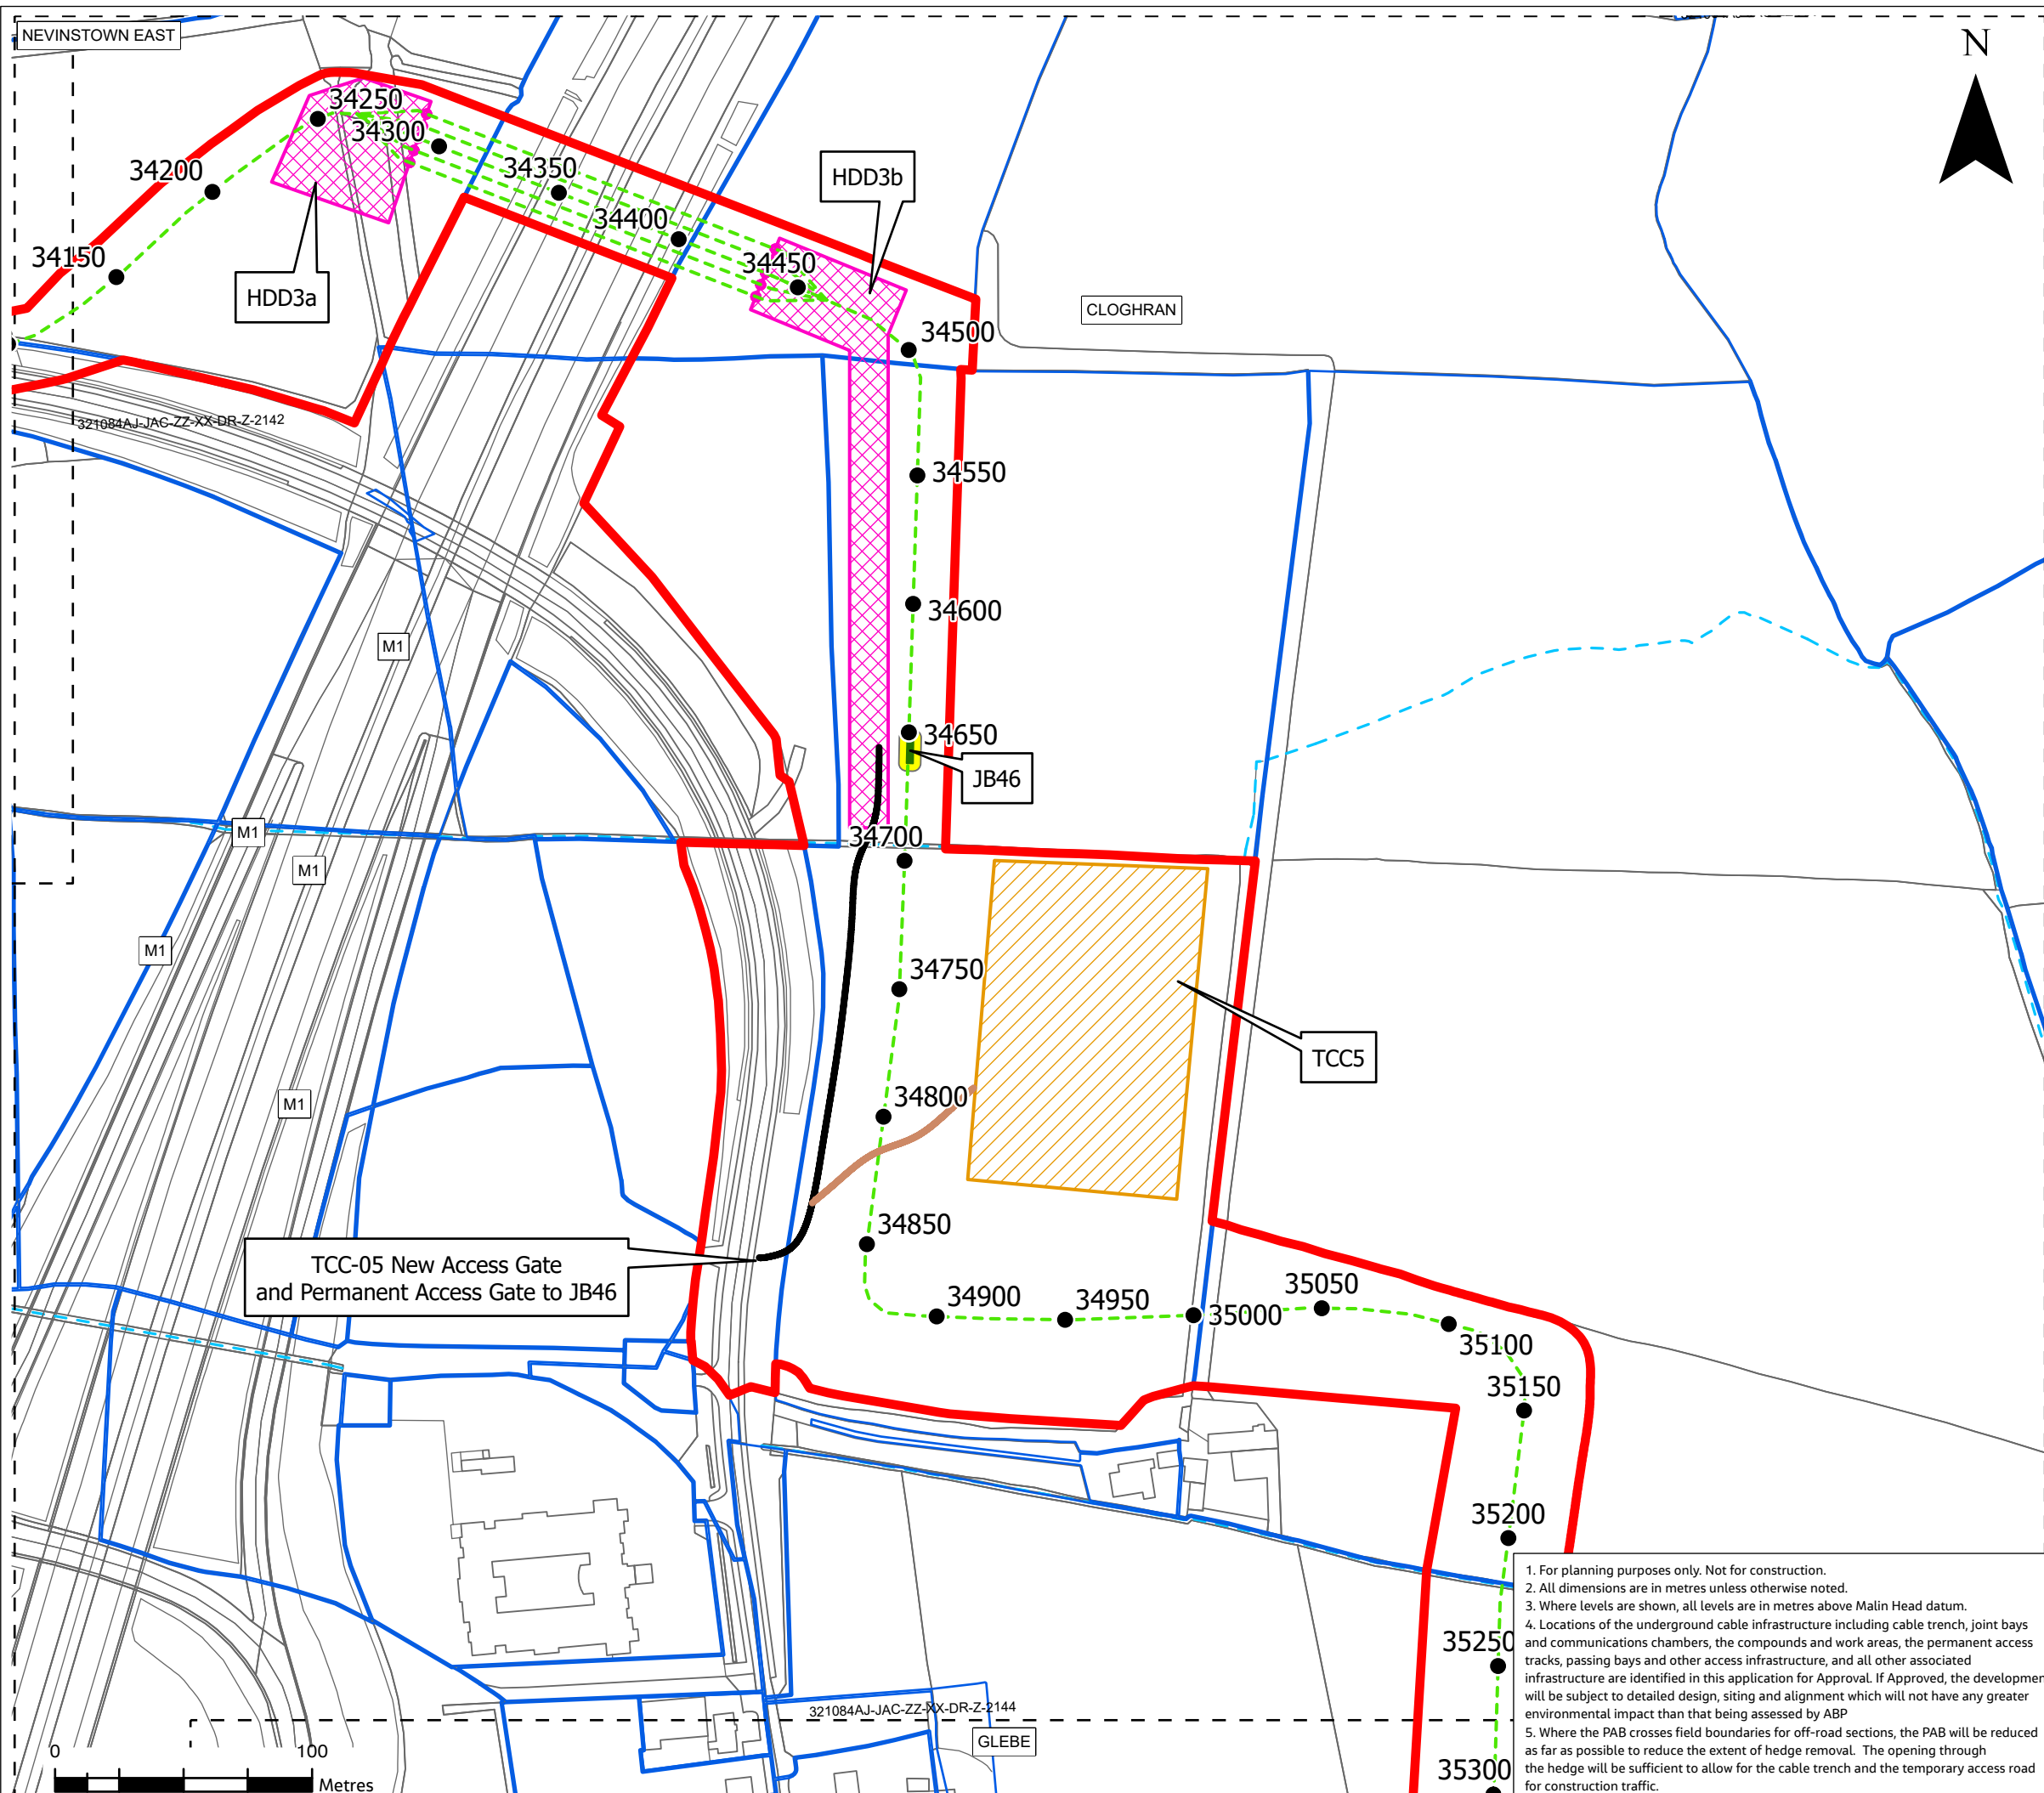 NEVINSTOWN EAST
N
34250
34300
34200
34350
HDD3b
34400
34150
34450
HDD3a
CLOGHRAN
34500
321084AJ-JAC-ZZ-XX-DR-Z-2142
34550
34600
M1
34650
JB46
M1
34700
M1
M1
34750
TCC5
34800
M1
34850
TCC-05 New Access Gate
and Permanent Access Gate to JB46
34900
34950
35000
35050
35100
35150
35200
35250
35300
1. For planning purposes only. Not for construction.
2. All dimensions are in metres unless otherwise noted.
3. Where levels are shown, all levels are in metres above Malin Head datum.
4. Locations of the underground cable infrastructure including cable trench, joint bays
and communications chambers, the compounds and work areas, the permanent access
tracks, passing bays and other access infrastructure, and all other associated
infrastructure are identified in this application for Approval. If Approved, the developmen
will be subject to detailed design, siting and alignment which will not have any greater
environmental impact than that being assessed by ABP
5. Where the PAB crosses field boundaries for off-road sections, the PAB will be reduced
as far as possible to reduce the extent of hedge removal. The opening through
the hedge will be sufficient to allow for the cable trench and the temporary access road
for construction traffic.
321084AJ-JAC-ZZ-XX-DR-Z-2144
GLEBE
0 100
Metres